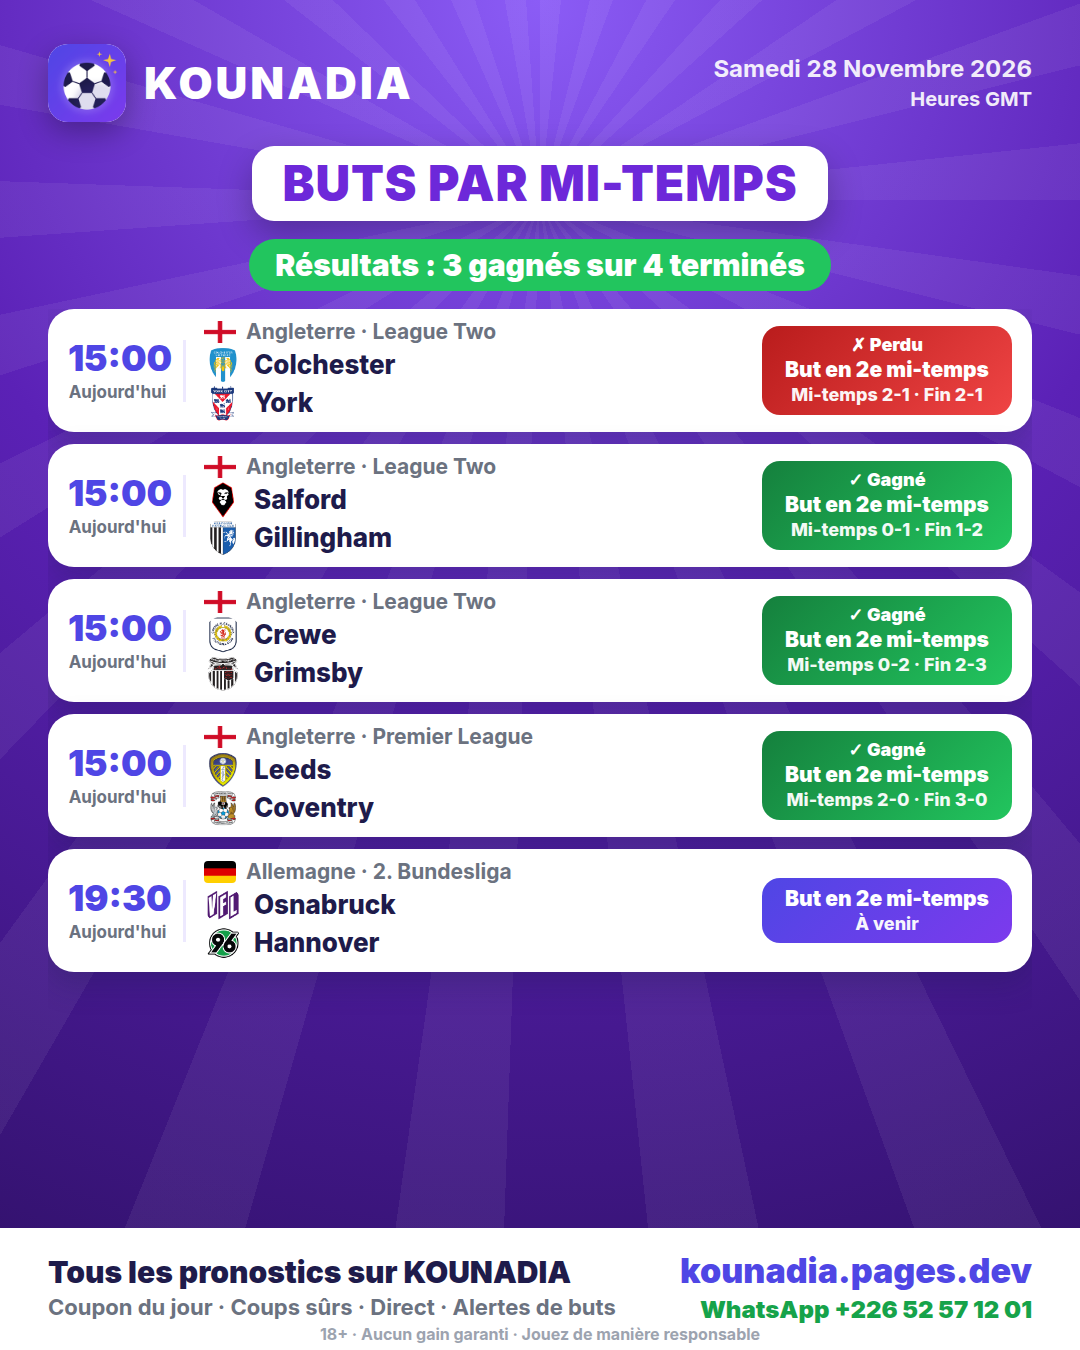 KOUNADIA
Samedi 28 Novembre 2026
Heures GMT
BUTS PAR MI-TEMPS
Résultats : 3 gagnés sur 4 terminés
15:00
Aujourd'hui
Angleterre · League Two
Colchester
York
✗ Perdu
But en 2e mi-temps
Mi-temps 2-1 · Fin 2-1
15:00
Aujourd'hui
Angleterre · League Two
Salford
Gillingham
✓ Gagné
But en 2e mi-temps
Mi-temps 0-1 · Fin 1-2
15:00
Aujourd'hui
Angleterre · League Two
Crewe
Grimsby
✓ Gagné
But en 2e mi-temps
Mi-temps 0-2 · Fin 2-3
15:00
Aujourd'hui
Angleterre · Premier League
Leeds
Coventry
✓ Gagné
But en 2e mi-temps
Mi-temps 2-0 · Fin 3-0
19:30
Aujourd'hui
Allemagne · 2. Bundesliga
VFL
Osnabruck
96
Hannover
But en 2e mi-temps
À venir
Tous les pronostics sur KOUNADIA
Coupon du jour · Coups sûrs · Direct · Alertes de buts
kounadia.pages.dev
WhatsApp +226 52 57 12 01
18+ · Aucun gain garanti · Jouez de manière responsable